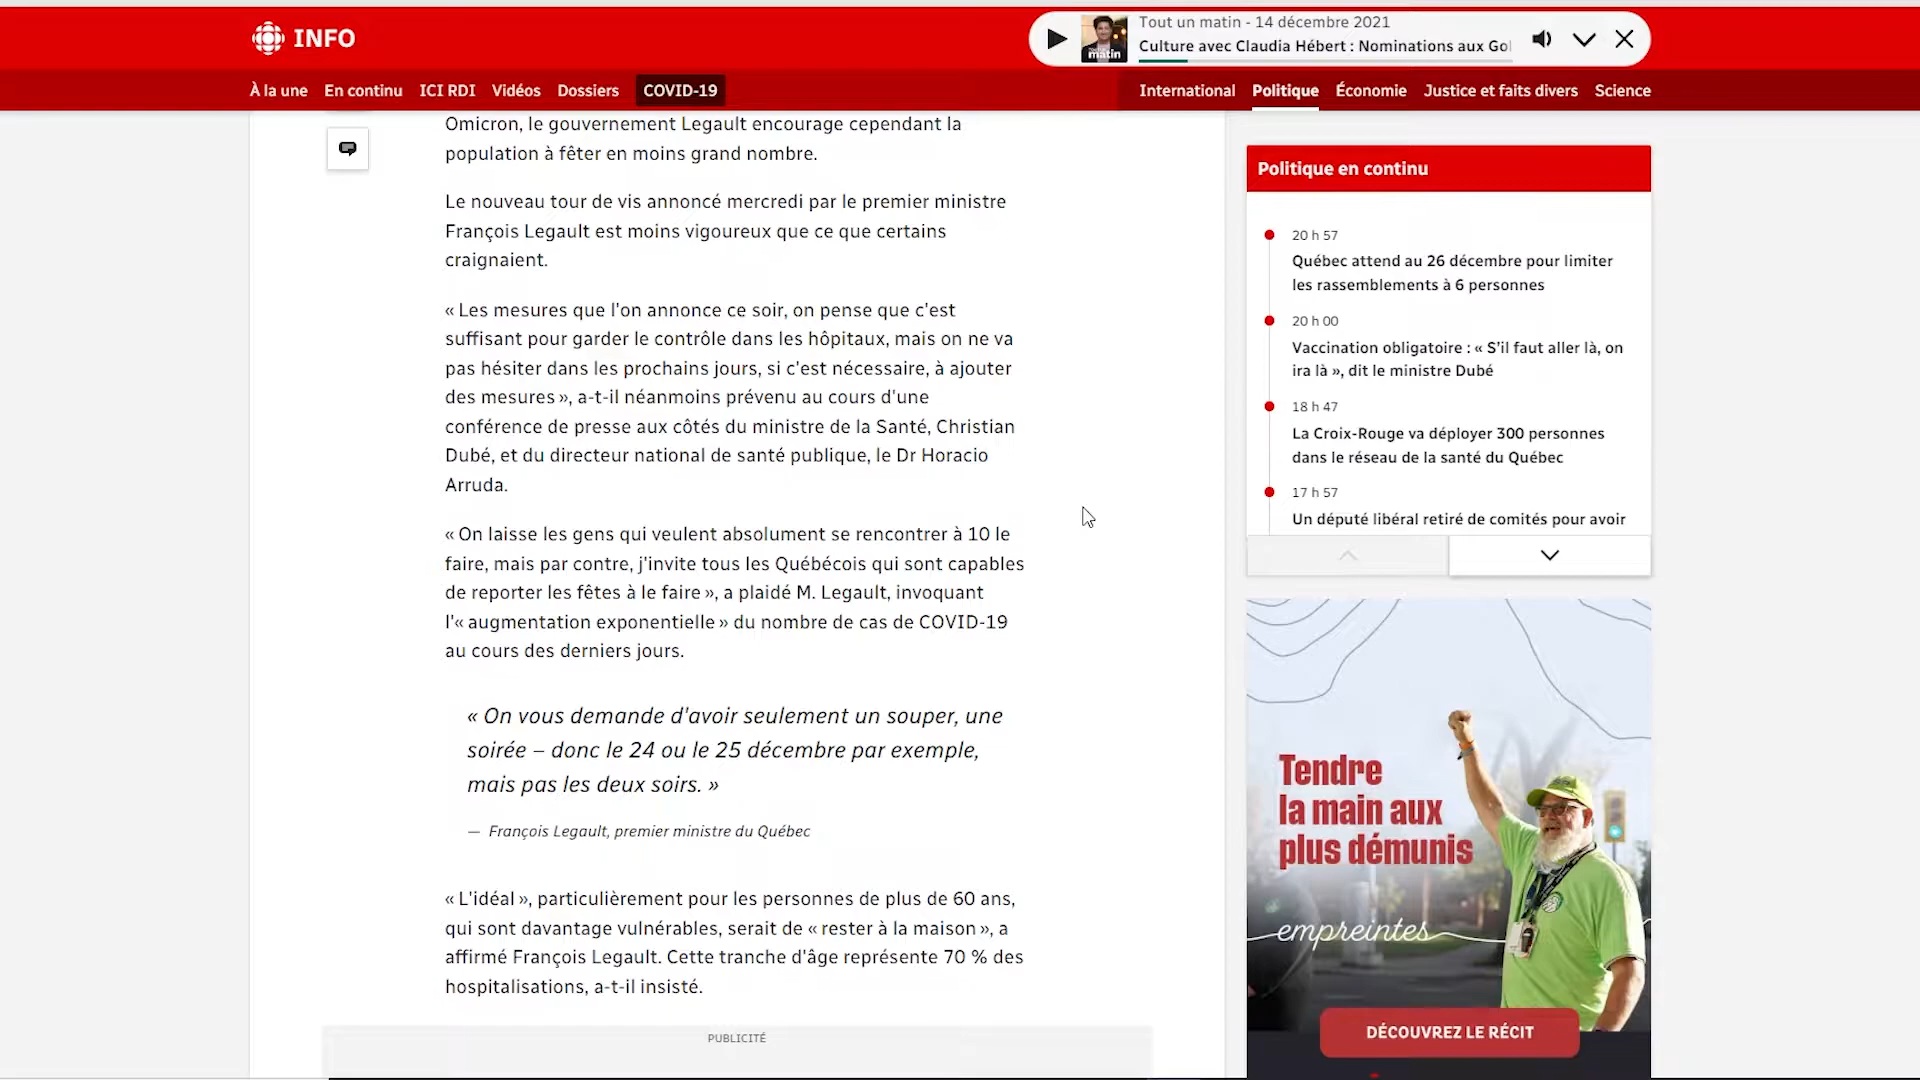 INFO
Tout un matin - 14 décembre 2021
Culture avec Claudia Hébert : Nominations aux Gol
matin
À la une
En continu
ICI RDI
Vidéos
Dossiers
COVID-19
International
Politique
Économie
Justice et faits divers
Science
Omicron, le gouvernement Legault encourage cependant la
population à fêter en moins grand nombre.
Le nouveau tour de vis annoncé mercredi par le premier ministre
François Legault est moins vigoureux que ce que certains
craignaient.
« Les mesures que l'on annonce ce soir, on pense que c'est
suffisant pour garder le contrôle dans les hôpitaux, mais on ne va
pas hésiter dans les prochains jours, si c'est nécessaire, à ajouter
des mesures », a-t-il néanmoins prévenu au cours d'une
conférence de presse aux côtés du ministre de la Santé, Christian
Dubé, et du directeur national de santé publique, le Dr Horacio
Arruda.
« On laisse les gens qui veulent absolument se rencontrer à 10 le
faire, mais par contre, j'invite tous les Québécois qui sont capables
de reporter les fêtes à le faire », a plaidé M. Legault, invoquant
l'« augmentation exponentielle » du nombre de cas de COVID-19
au cours des derniers jours.
« On vous demande d'avoir seulement un souper, une
soirée – donc le 24 ou le 25 décembre par exemple,
mais pas les deux soirs. »
— François Legault, premier ministre du Québec
« L'idéal », particulièrement pour les personnes de plus de 60 ans,
qui sont davantage vulnérables, serait de « rester à la maison », a
affirmé François Legault. Cette tranche d'âge représente 70 % des
hospitalisations, a-t-il insisté.
PUBLICITÉ
Politique en continu
20 h 57
Québec attend au 26 décembre pour limiter
les rassemblements à 6 personnes
20 h 00
Vaccination obligatoire : « S'il faut aller là, on
ira là », dit le ministre Dubé
18 h 47
La Croix-Rouge va déployer 300 personnes
dans le réseau de la santé du Québec
17 h 57
Un député libéral retiré de comités pour avoir
Tendre
la main aux
plus démunis
empreintes
DÉCOUVREZ LE RÉCIT